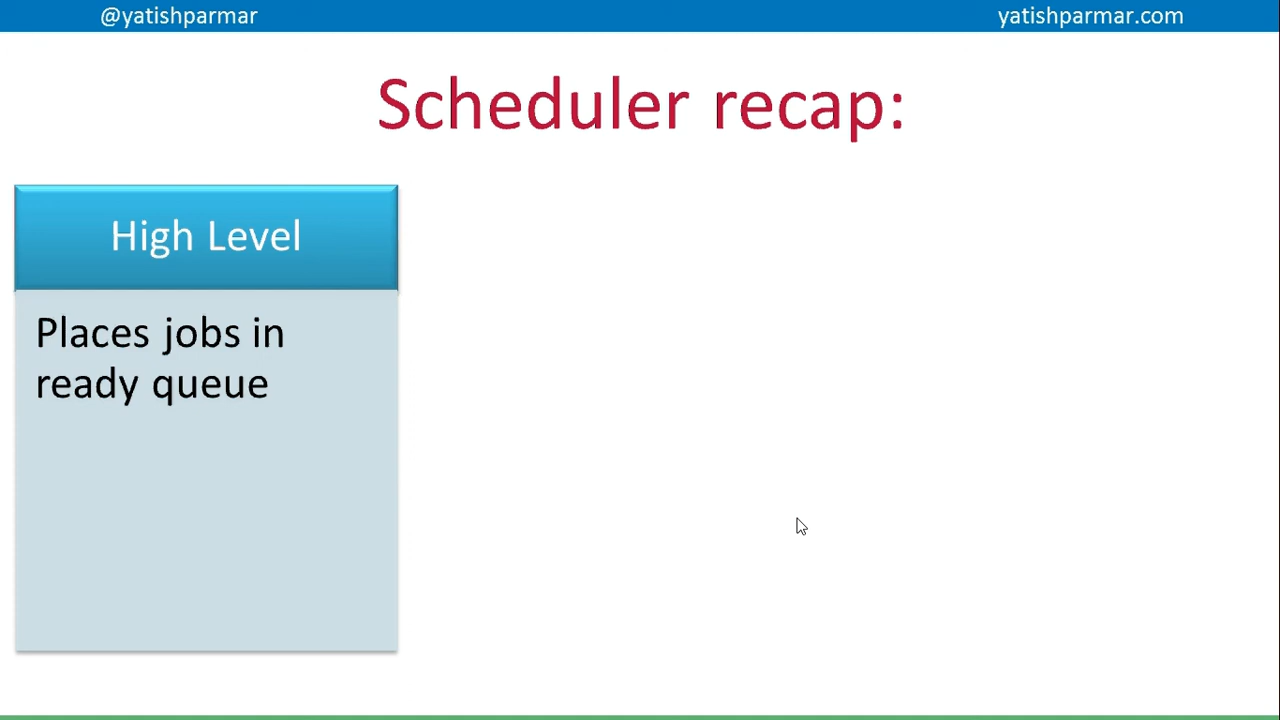 @yatishparmar
yatishparmar.com
Scheduler recap:
High Level
Places jobs in
ready queue